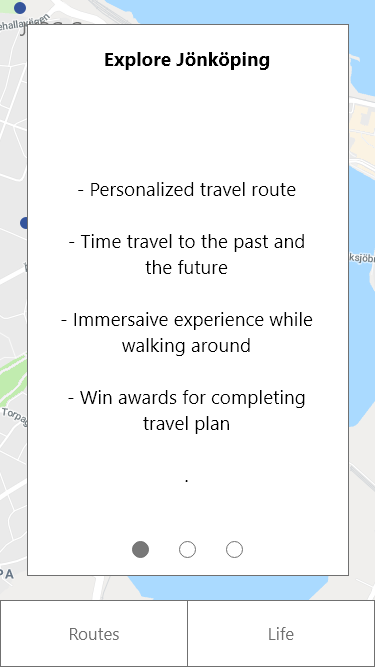 Explore Jönköping
- Personalized travel route
- Time travel to the past and
the future
- Immersaive experience while
walking around
- Win awards for completing
travel plan
.
Routes
Life